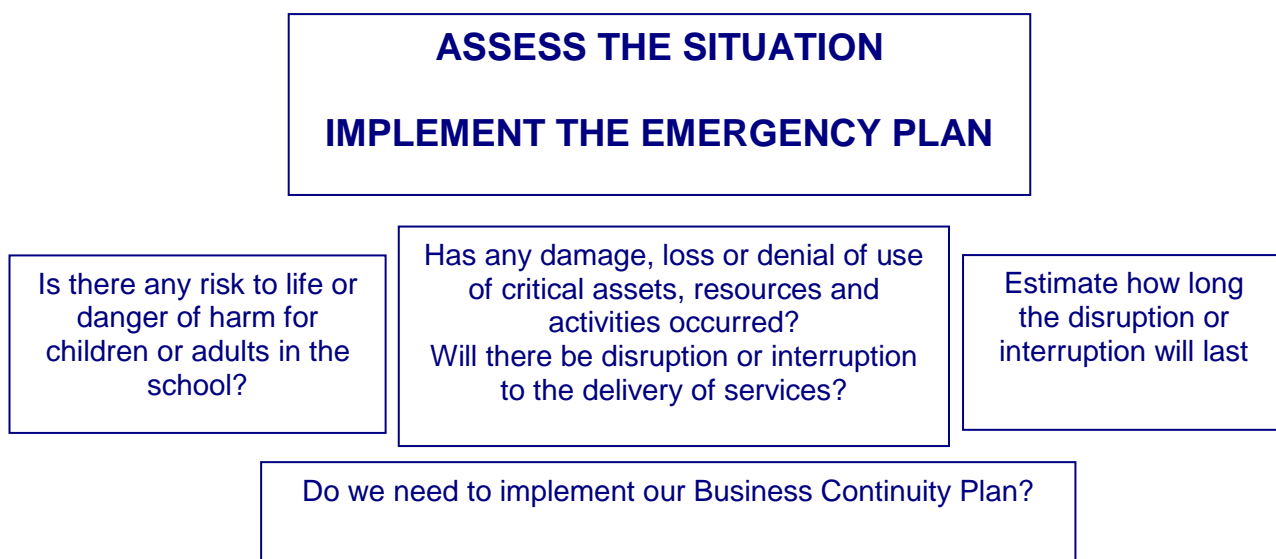 ASSESS THE SITUATION
IMPLEMENT THE EMERGENCY PLAN
Is there any risk to life or
danger of harm for
children or adults in the
school?
Has any damage, loss or denial of use
of critical assets, resources and
activities occurred?
Will there be disruption or interruption
to the delivery of services?
Estimate how long
the disruption or
interruption will last
Do we need to implement our Business Continuity Plan?